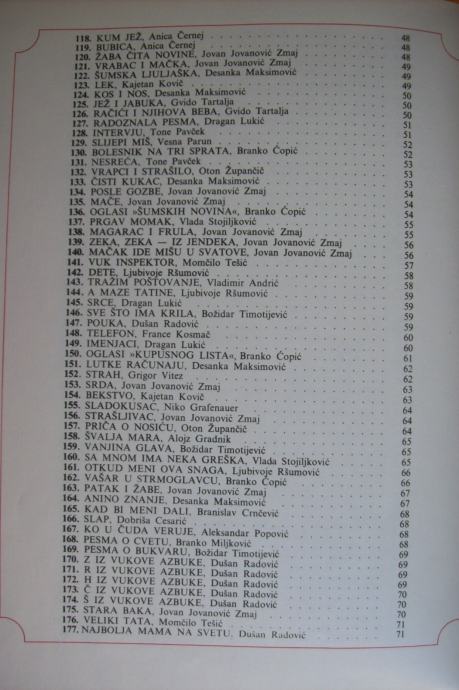 118. KUM JEŽ, Anica Černej 48
119. BUBICA, Anica Černej 48
120. ŽABA ČITA NOVINE, Jovan Jovanović Zmaj 48
121. VRABAC I MAČKA, Jovan Jovanović Zmaj 49
122. ŠUMSKA LJULJAŠKA, Desanka Maksimović 49
123. LEK, Kajetan Kovič 49
124. KOS I NOS, Desanka Maksimović 50
125. JEŽ I JABUKA, Gvido Tartalja 50
126. RAČIĆI I NJIHOVA BEBA, Gvido Tartalja 50
127. RADOZNALA PESMA, Dragan Lukić 51
128. INTERVJU, Tone Pavček 51
129. SLIJEPI MIŠ, Vesna Parun 52
130. BOLESNIK NA TRI SPRATA, Branko Ćopić 52
131. NESREĆA, Tone Pavček 53
132. VRAPCI I STRAŠILO, Oton Župančič 53
133. ČISTI KUKAC, Desanka Maksimović 53
134. POSLE GOZBE, Jovan Jovanović Zmaj 54
135. MAČE, Jovan Jovanović Zmaj 54
136. OGLASI »ŠUMSKIH NOVINA«, Branko Ćopić 54
137. PRGAV MOMAK, Vlada Stojiljković 55
138. MAGARAC I FRULA, Jovan Jovanović Zmaj 55
139. ZEKA, ZEKA — IZ JENDEKA, Jovan Jovanović Zmaj 56
140. MAČAK IDE MIŠU U SVATOVE, Jovan Jovanović Zmaj 56
141. VUK INSPEKTOR, Momčilo Tešić 57
142. DETE, Ljubivoje Ršumović 58
143. TRAŽIM POŠTOVANJE, Vladimir Andrić 58
144. A MAZE TATINE, Ljubivoje Ršumović 59
145. SRCE, Dragan Lukić 59
146. SVE ŠTO IMA KRILA, Božidar Timotijević 59
147. POUKA, Dušan Radović 59
148. TELEFON, France Kosmač 60
149. IMENJACI, Dragan Lukić 60
150. OGLASI »KUPUSNOG LISTA«, Branko Ćopić 61
151. LUTKE RAČUNAJU, Desanka Maksimović 62
152. STRAH, Grigor Vitez 62
153. SRDA, Jovan Jovanović Zmaj 63
154. BEKSTVO, Kajetan Kovič 63
155. SLADOKUSAC, Niko Grafenauer 64
156. STRAŠLJIVAC, Jovan Jovanović Zmaj 64
157. PRIČA O NOSIĆU, Oton Župančič 64
158. ŠVALJA MARA, Alojz Gradnik 65
159. VANJINA GLAVA, Božidar Timotijević 65
160. SA MNOM IMA NEKA GREŠKA, Vlada Stojiljković 65
161. OTKUD MENI OVA SNAGA, Ljubivoje Ršumović 66
162. VAŠAR U STRMOGLAVCU, Branko Ćopić 66
163. PATAK I ŽABE, Jovan Jovanović Zmaj 67
164. ANINO ZNANJE, Desanka Maksimović 67
165. KAD BI MENI DALI, Branislav Crnčević 68
166. SLAP, Dobriša Cesarić 68
167. KO U ČUDA VERUJE, Aleksandar Popović 68
168. PESMA O CVETU, Branko Miljković 68
169. PESMA O BUKVARU, Božidar Timotijević 69
170. Z IZ VUKOVE AZBUKE, Dušan Radović 69
171. R IZ VUKOVE AZBUKE, Dušan Radović 69
172. H IZ VUKOVE AZBUKE, Dušan Radović 69
173. Č IZ VUKOVE AZBUKE, Dušan Radović 70
174. Š IZ VUKOVE AZBUKE, Dušan Radović 70
175. STARA BAKA, Jovan Jovanović Zmaj 70
176. VELIKI TATA, Momčilo Tešić 71
177. NAJBOLJA MAMA NA SVETU, Dušan Radović 71